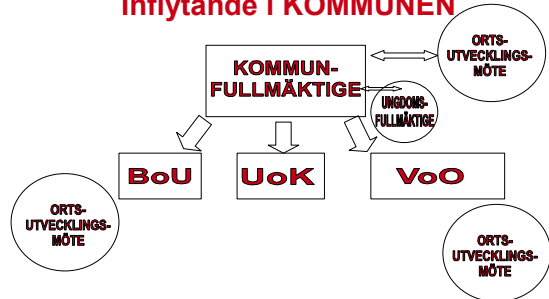 Inflytande i KOMMUNEN
ORTS-
UTVECKLINGS-
MÖTE
KOMMUN-
FULLMÄKTIGE
UNGDOMS-
FULLMÄKTIGE
BoU
UoK
VoO
ORTS-
UTVECKLINGS-
MÖTE
ORTS-
UTVECKLINGS-
MÖTE